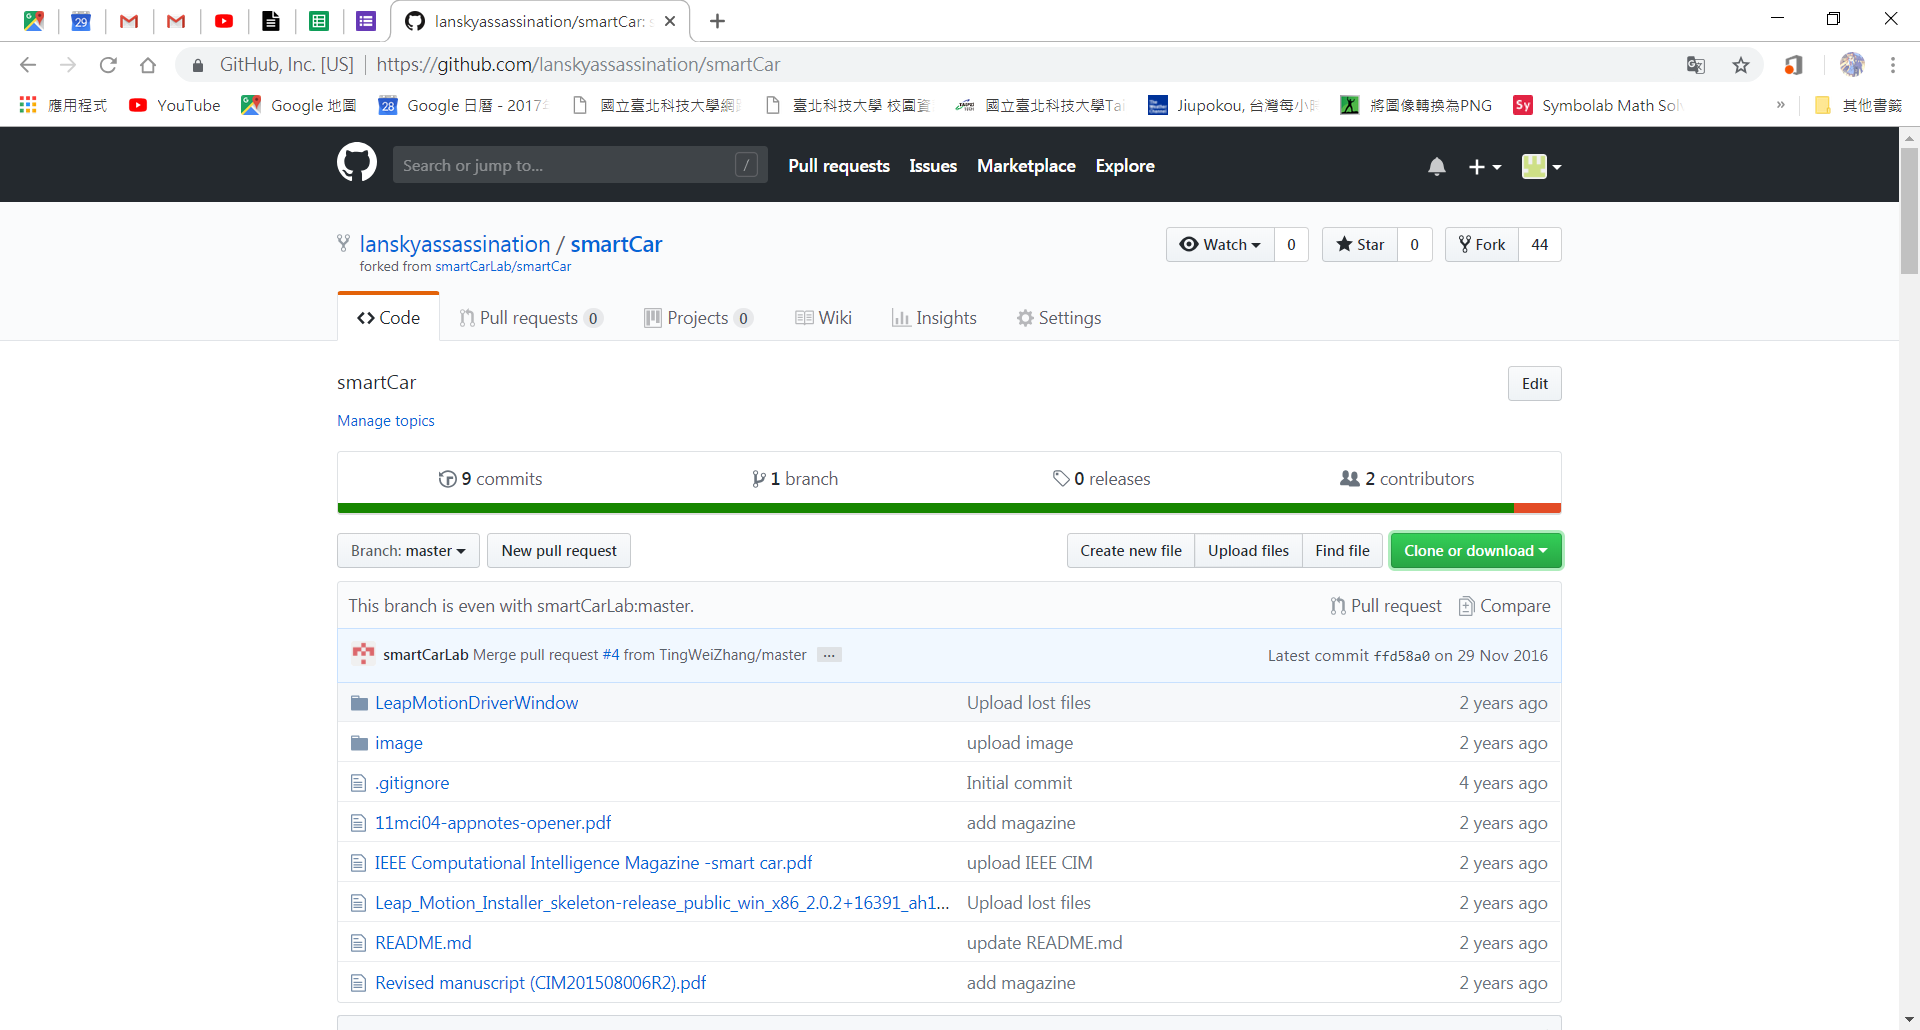 lanskyassassination/smartCar: s
GitHub, Inc. [US] | https://github.com/lanskyassassination/smartCar
應用程式 YouTube Google 地圖 28 Google 日曆 - 2017年 國立臺北科技大學網 臺北科技大學 校園資 國立臺北科技大學Tai Jiupokou, 台灣每小時 將圖像轉換為PNG Sy Symbolab Math Sol » 其他書籤
Search or jump to... / Pull requests Issues Marketplace Explore
lanskyassassination / smartCar Watch 0 Star 0 Fork 44
forked from smartCarLab/smartCar
Code Pull requests 0 Projects 0 Wiki Insights Settings
smartCar Edit
Manage topics
9 commits 1 branch 0 releases 2 contributors
Branch: master New pull request Create new file Upload files Find file Clone or download
This branch is even with smartCarLab:master. Pull request Compare
smartCarLab Merge pull request #4 from TingWeiZhang/master ... Latest commit ffd58a0 on 29 Nov 2016
LeapMotionDriverWindow Upload lost files 2 years ago
image upload image 2 years ago
.gitignore Initial commit 4 years ago
11mci04-appnotes-opener.pdf add magazine 2 years ago
IEEE Computational Intelligence Magazine -smart car.pdf upload IEEE CIM 2 years ago
Leap_Motion_Installer_skeleton-release_public_win_x86_2.0.2+16391_ah1... Upload lost files 2 years ago
README.md update README.md 2 years ago
Revised manuscript (CIM201508006R2).pdf add magazine 2 years ago